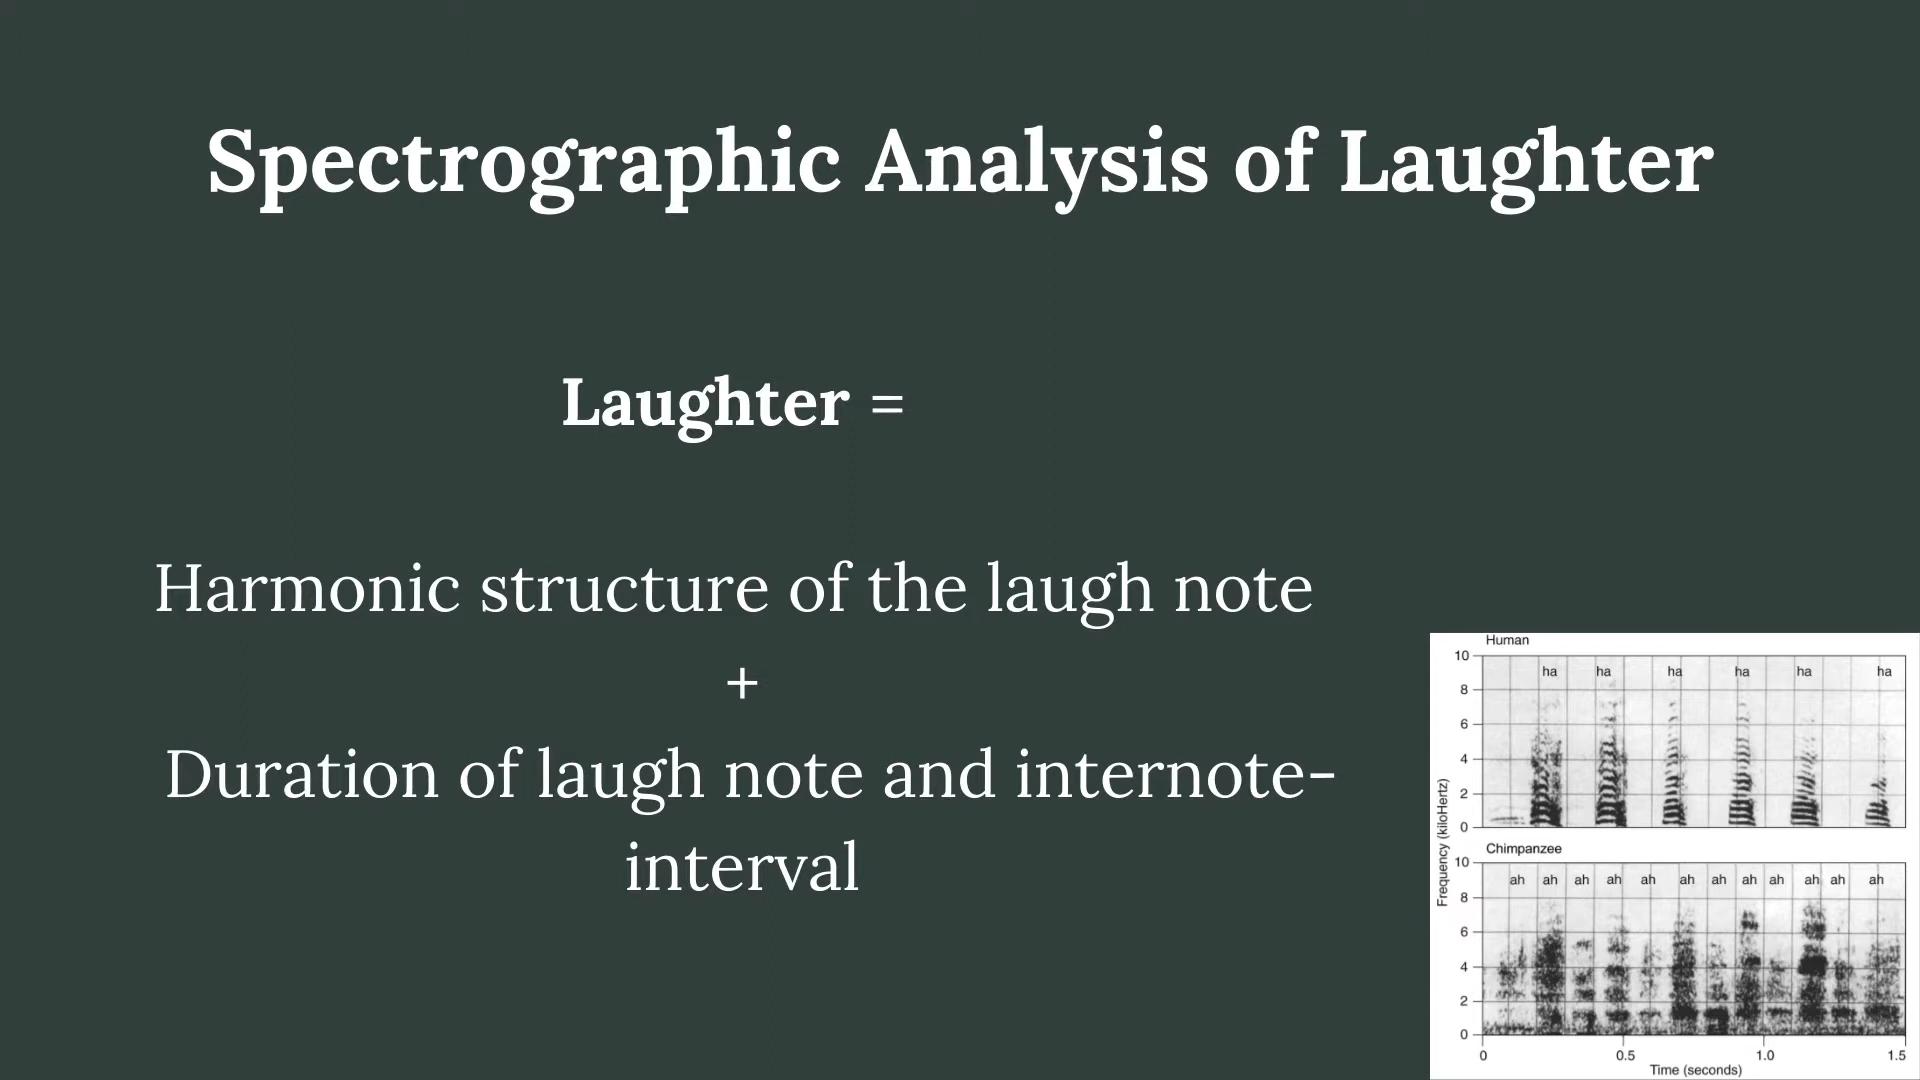 Spectrographic Analysis of Laughter
Laughter =
Harmonic structure of the laugh note
+
Duration of laugh note and internote-
interval
Human
10
ha ha ha ha ha ha
8
6
4
2
0
Chimpanzee
10
ah ah ah ah ah ah ah ah ah ah ah ah
8
6
4
2
0
Frequency (kiloHertz)
0 0.5 1.0 1.5
Time (seconds)